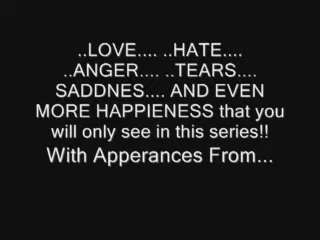 ..LOVE.... ..HATE....
..ANGER.... ..TEARS....
SADDNES.... AND EVEN
MORE HAPPIENESS that you
will only see in this series!!
With Apperances From...